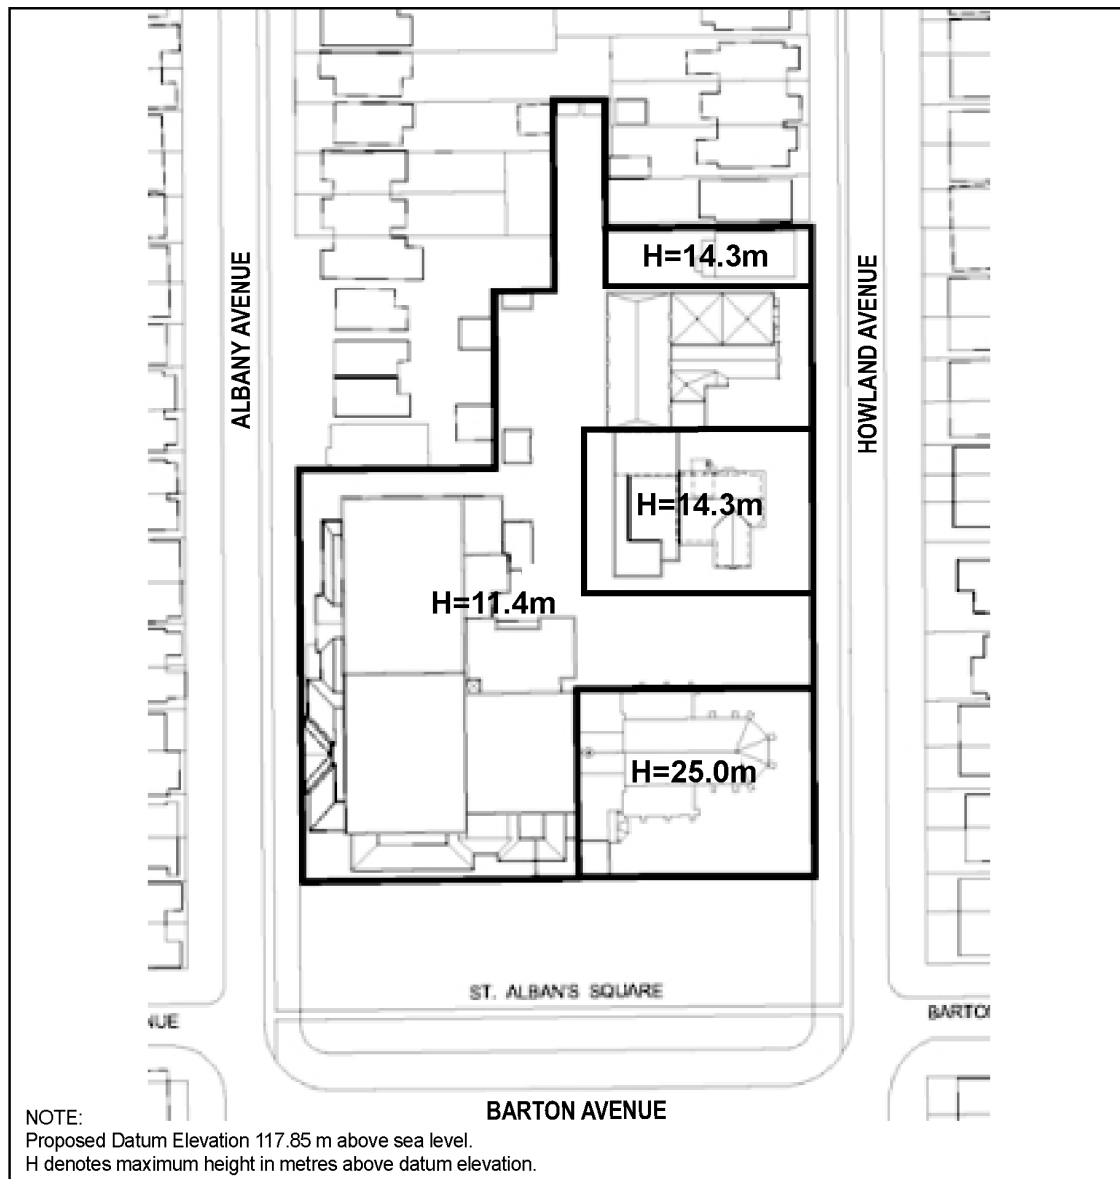 H=14.3m
ALBANY AVENUE
HOWLAND AVENUE
H=14.3m
H=11.4m
H=25.0m
ST. ALBAN'S SQUARE
NUE
BARTO
BARTON AVENUE
NOTE:
Proposed Datum Elevation 117.85 m above sea level.
H denotes maximum height in metres above datum elevation.